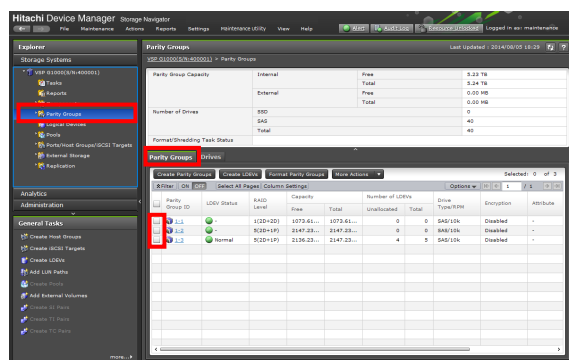 Hitachi Device Manager Storage Navigator
File Maintenance Actions Reports Settings Maintenance Utility View Help Alert Audit Log Resource Unlocked Logged in as: maintenance
Explorer
Storage Systems
VSP G1000(S/N:400001)
Tasks
Reports
Parity Groups
Logical Devices
Pools
Ports/Host Groups/iSCSI Targets
External Storage
Replication
Analytics
Administration
General Tasks
Create Host Groups
Create iSCSI Targets
Create LDEVs
Add LUN Paths
Create Pools
Add External Volumes
Create SI Pairs
Create TI Pairs
Create TC Pairs
more...
Parity Groups Last Updated : 2014/08/05 18:29
VSP G1000(S/N:400001) > Parity Groups
Parity Group Capacity Internal Free 5.23 TB
Total 5.24 TB
External Free 0.00 MB
Total 0.00 MB
Number of Drives SSD 0
SAS 40
Total 40
Format/Shredding Task Status
Parity Groups Drives
Create Parity Groups Create LDEVs Format Parity Groups More Actions Selected: 0 of 3
Filter ON OFF Select All Pages Column Settings Options 1 / 1
Parity Group ID LDEV Status RAID Level Capacity Free Total Number of LDEVs Unallocated Total Drive Type/RPM Encryption Attribute
1-1 - 1(2D+2D) 1073.61... 1073.61... 0 0 SAS/10k Disabled -
1-2 - 5(3D+1P) 2147.23... 2147.23... 0 0 SAS/10k Disabled -
1-3 Normal 5(3D+1P) 2136.23... 2147.23... 4 5 SAS/10k Disabled -